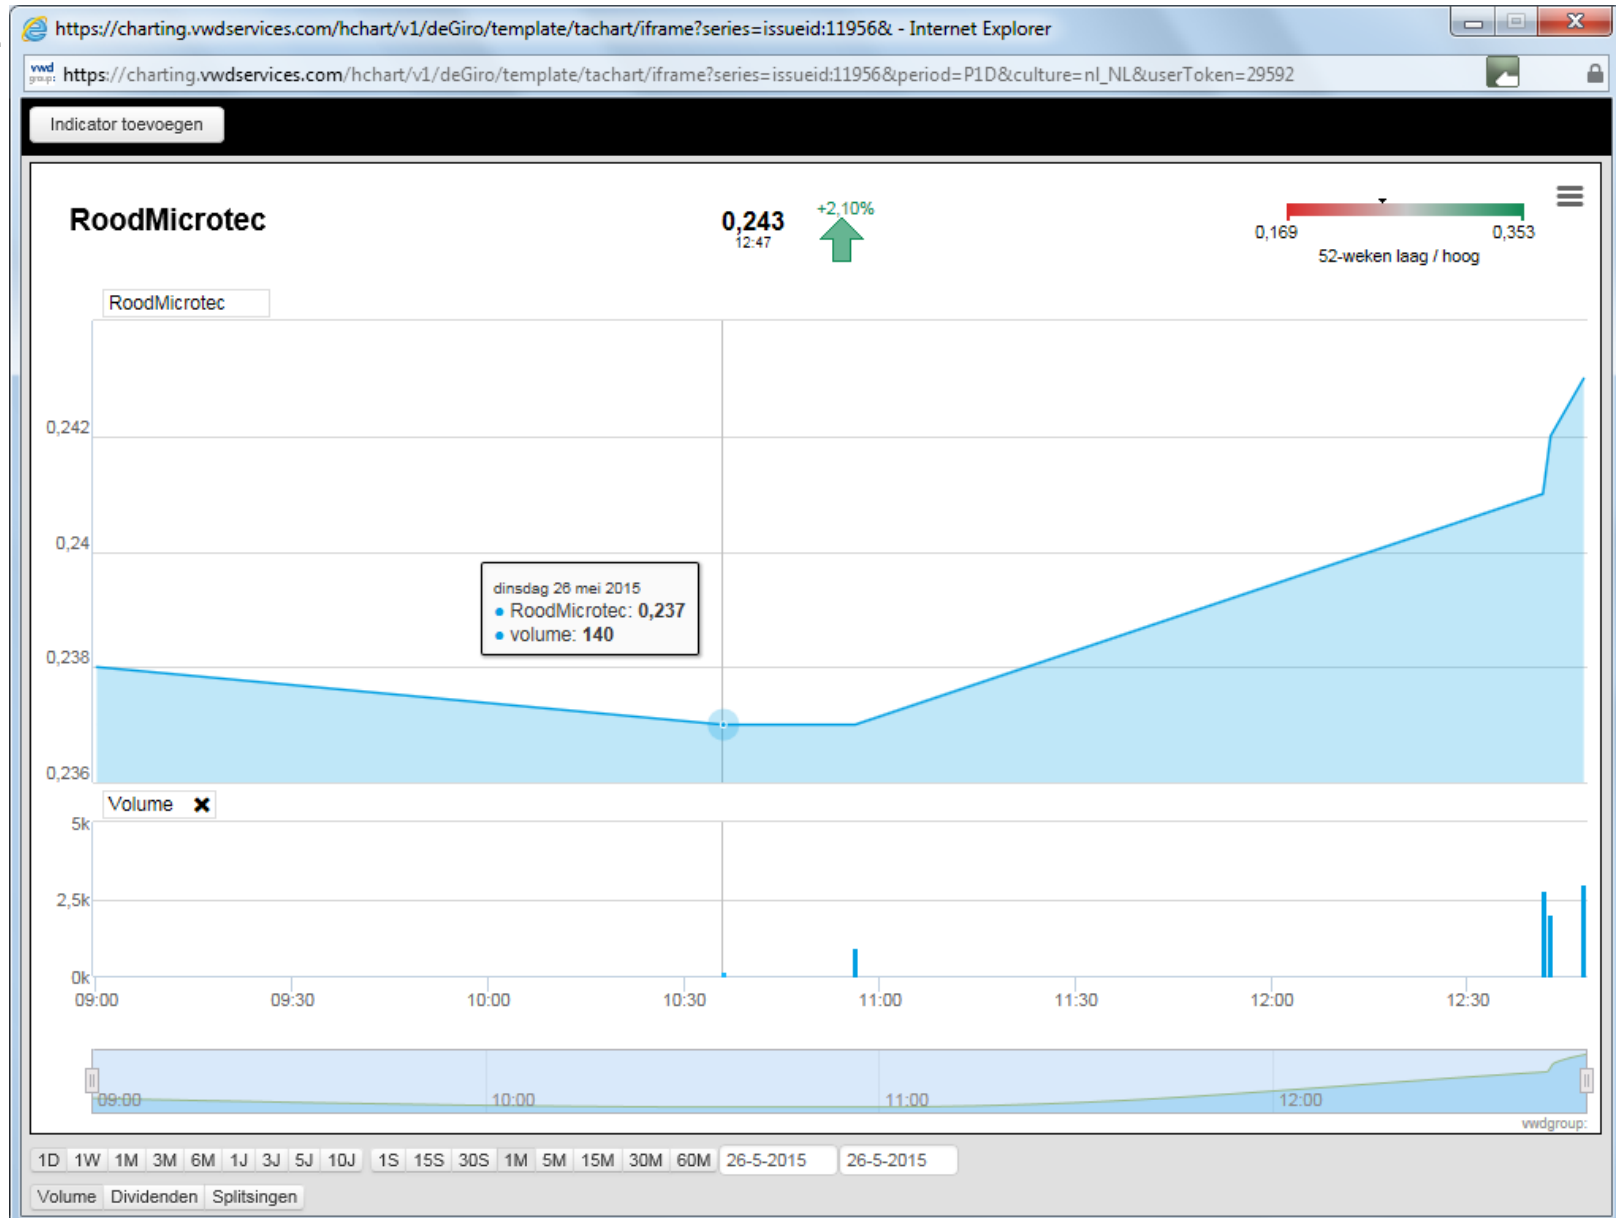 https://charting.vwdservices.com/hchart/v1/deGiro/template/tachart/iframe?series=issueid:11956& - Internet Explorer
vwd group: https://charting.vwdservices.com/hchart/v1/deGiro/template/tachart/iframe?series=issueid:11956&period=P1D&culture=nl_NL&userToken=29592
Indicator toevoegen
RoodMicrotec
0,243
12:47
+2,10%
0,169 0,353
52-weken laag / hoog
RoodMicrotec
0,242
0,24
dinsdag 26 mei 2015
RoodMicrotec: 0,237
volume: 140
0,238
0,236
Volume
5k
2,5k
0k
09:00 09:30 10:00 10:30 11:00 11:30 12:00 12:30
09:00 10:00 11:00 12:00
vwdgroup:
1D 1W 1M 3M 6M 1J 3J 5J 10J 1S 15S 30S 1M 5M 15M 30M 60M 26-5-2015 26-5-2015
Volume Dividenden Splitsingen